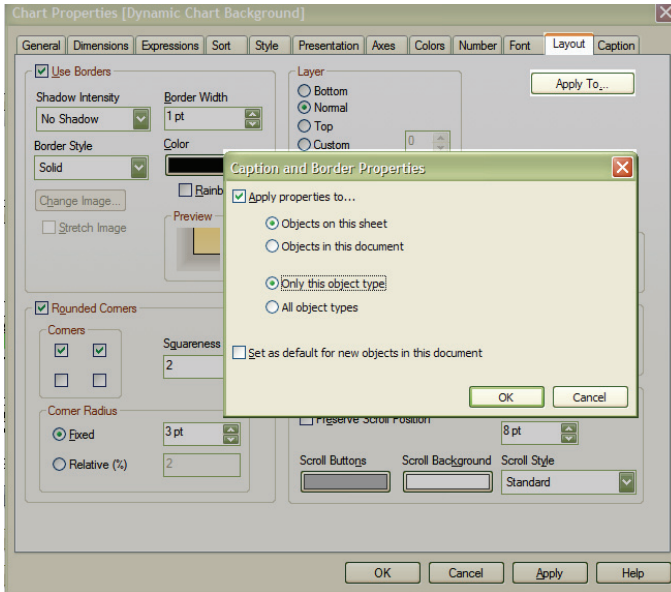 Chart Properties [Dynamic Chart Background]
General Dimensions Expressions Sort Style Presentation Axes Colors Number Font Layout Caption
Use Borders
Shadow Intensity Border Width
No Shadow 1 pt
Border Style Color
Solid
Change Image...
Stretch Image
Preview
Layer
Bottom
Normal
Top
Custom 0
Apply To...
Caption and Border Properties
Apply properties to...
Objects on this sheet
Objects in this document
Only this object type
All object types
Set as default for new objects in this document
OK Cancel
Rounded Corners
Corners
Squareness
2
Corner Radius
Fixed 3 pt
Relative (%) 2
Preserve Scroll Position
8 pt
Scroll Buttons Scroll Background Scroll Style
Standard
OK Cancel Apply Help